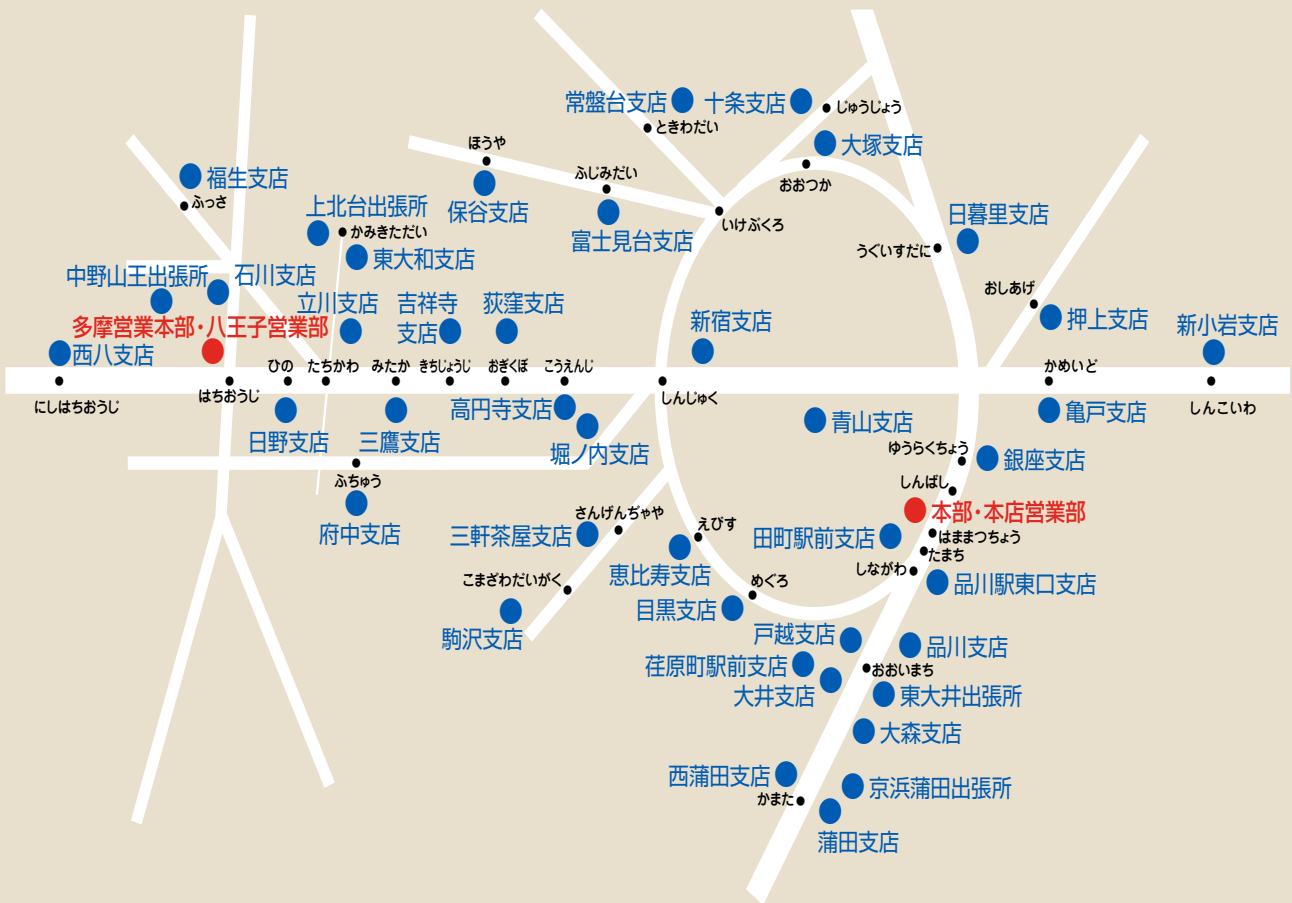 常盤台支店
十条支店
じゅうじょう
ときわだい
大塚支店
おおつか
ほうや
保谷支店
ふじみだい
富士見台支店
いけぶくろ
福生支店
ふっさ
上北台出張所
かみきただい
東大和支店
日暮里支店
うぐいすだに
中野山王出張所
石川支店
立川支店
吉祥寺
支店
荻窪支店
新宿支店
おしあげ
押上支店
新小岩支店
多摩営業本部・八王子営業部
西八支店
にしはちおうじ
はちおうじ
ひの
たちかわ
みたか
きちじょうじ
おぎくぼ
こうえんじ
しんじゅく
かめいど
しんこいわ
日野支店
三鷹支店
高円寺支店
堀ノ内支店
青山支店
亀戸支店
ゆうらくちょう
銀座支店
ふちゅう
府中支店
しんばし
本部・本店営業部
さんげんぢゃや
三軒茶屋支店
えびす
恵比寿支店
田町駅前支店
はままつちょう
たまち
しながわ
品川駅東口支店
こまざわだいがく
駒沢支店
めぐろ
目黒支店
戸越支店
品川支店
荏原町駅前支店
おおいまち
大井支店
東大井出張所
大森支店
西蒲田支店
かまた
京浜蒲田出張所
蒲田支店